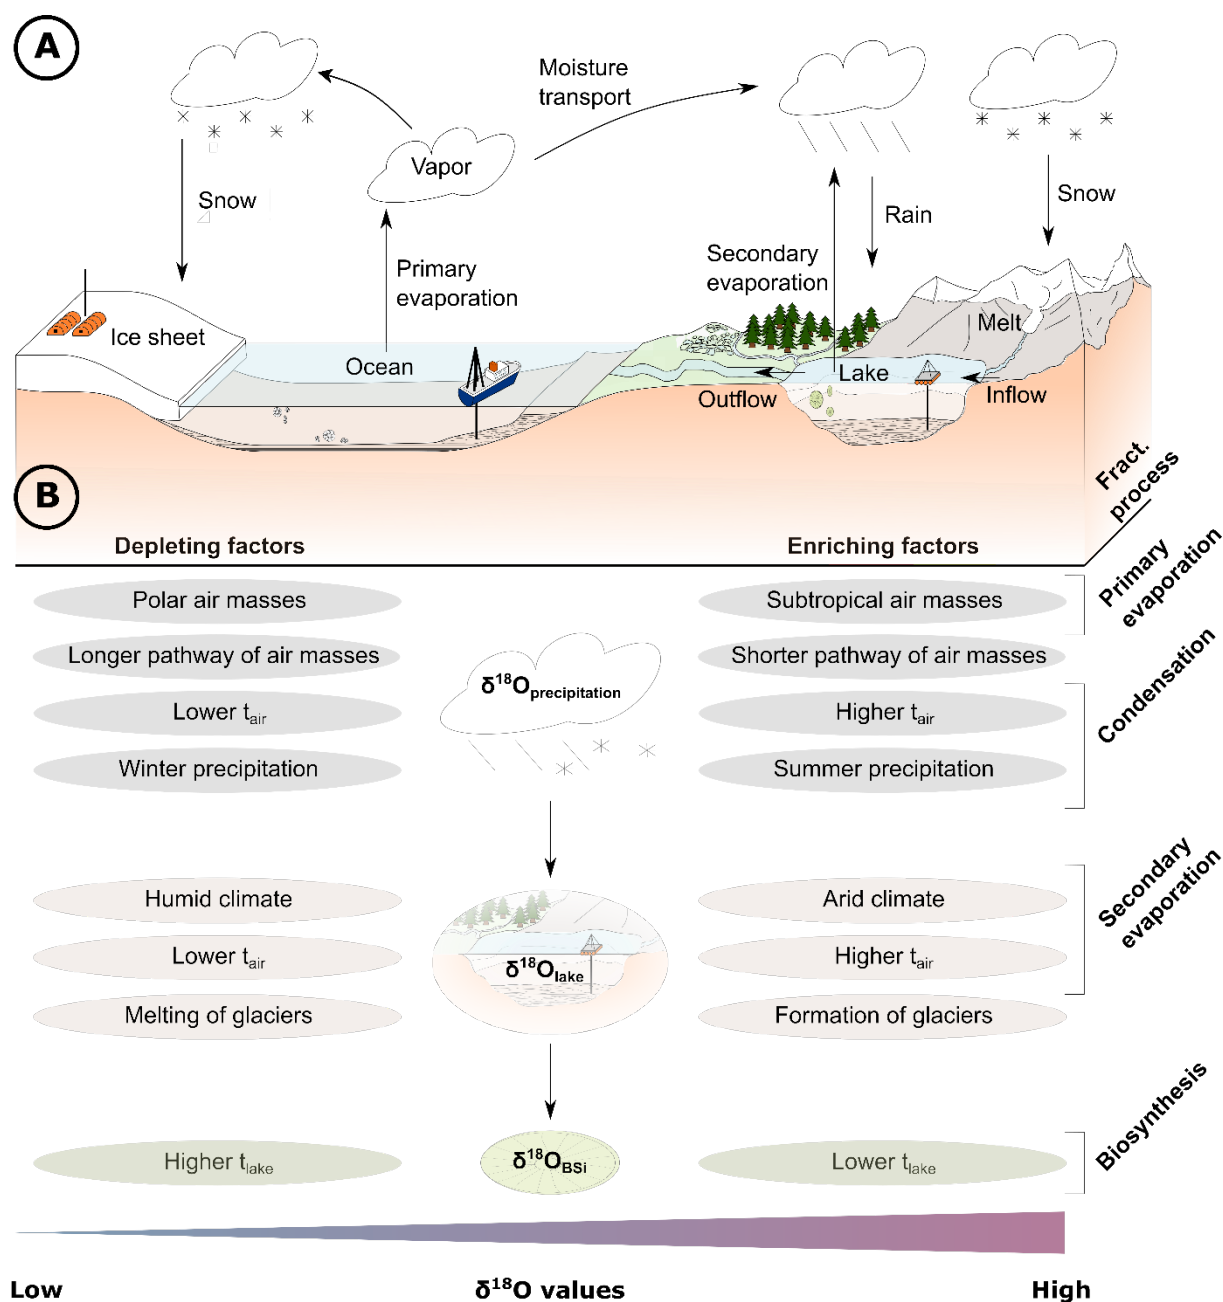 A
Moisture
transport
Vapor
Snow
Rain
Snow
Primary
evaporation
Secondary
evaporation
Ice sheet
Ocean
Melt
Lake
Outflow
Inflow
B
Fract.
process
Depleting factors
Enriching factors
Polar air masses
Subtropical air masses
Primary
evaporation
Longer pathway of air masses
Shorter pathway of air masses
δ¹⁸Oprecipitation
Lower tair
Higher tair
Condensation
Winter precipitation
Summer precipitation
Humid climate
Arid climate
Lower tair
δ¹⁸Olake
Higher tair
Secondary
evaporation
Melting of glaciers
Formation of glaciers
Higher tlake
δ¹⁸OBSi
Lower tlake
Biosynthesis
Low
δ¹⁸O values
High